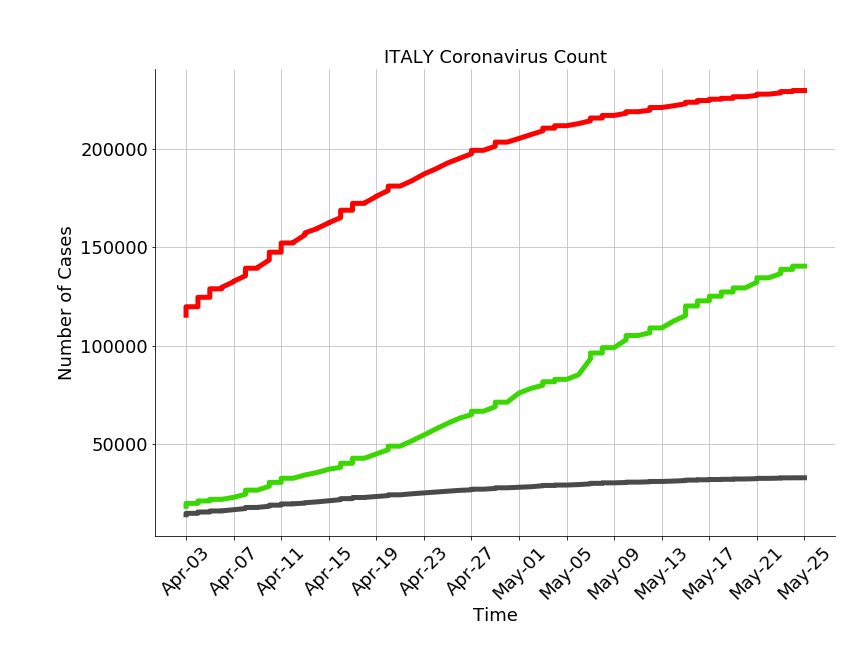 ITALY Coronavirus Count
Number of Cases
200000
150000
100000
50000
Apr-03
Apr-07
Apr-11
Apr-15
Apr-19
Apr-23
Apr-27
May-01
May-05
May-09
May-13
May-17
May-21
May-25
Time